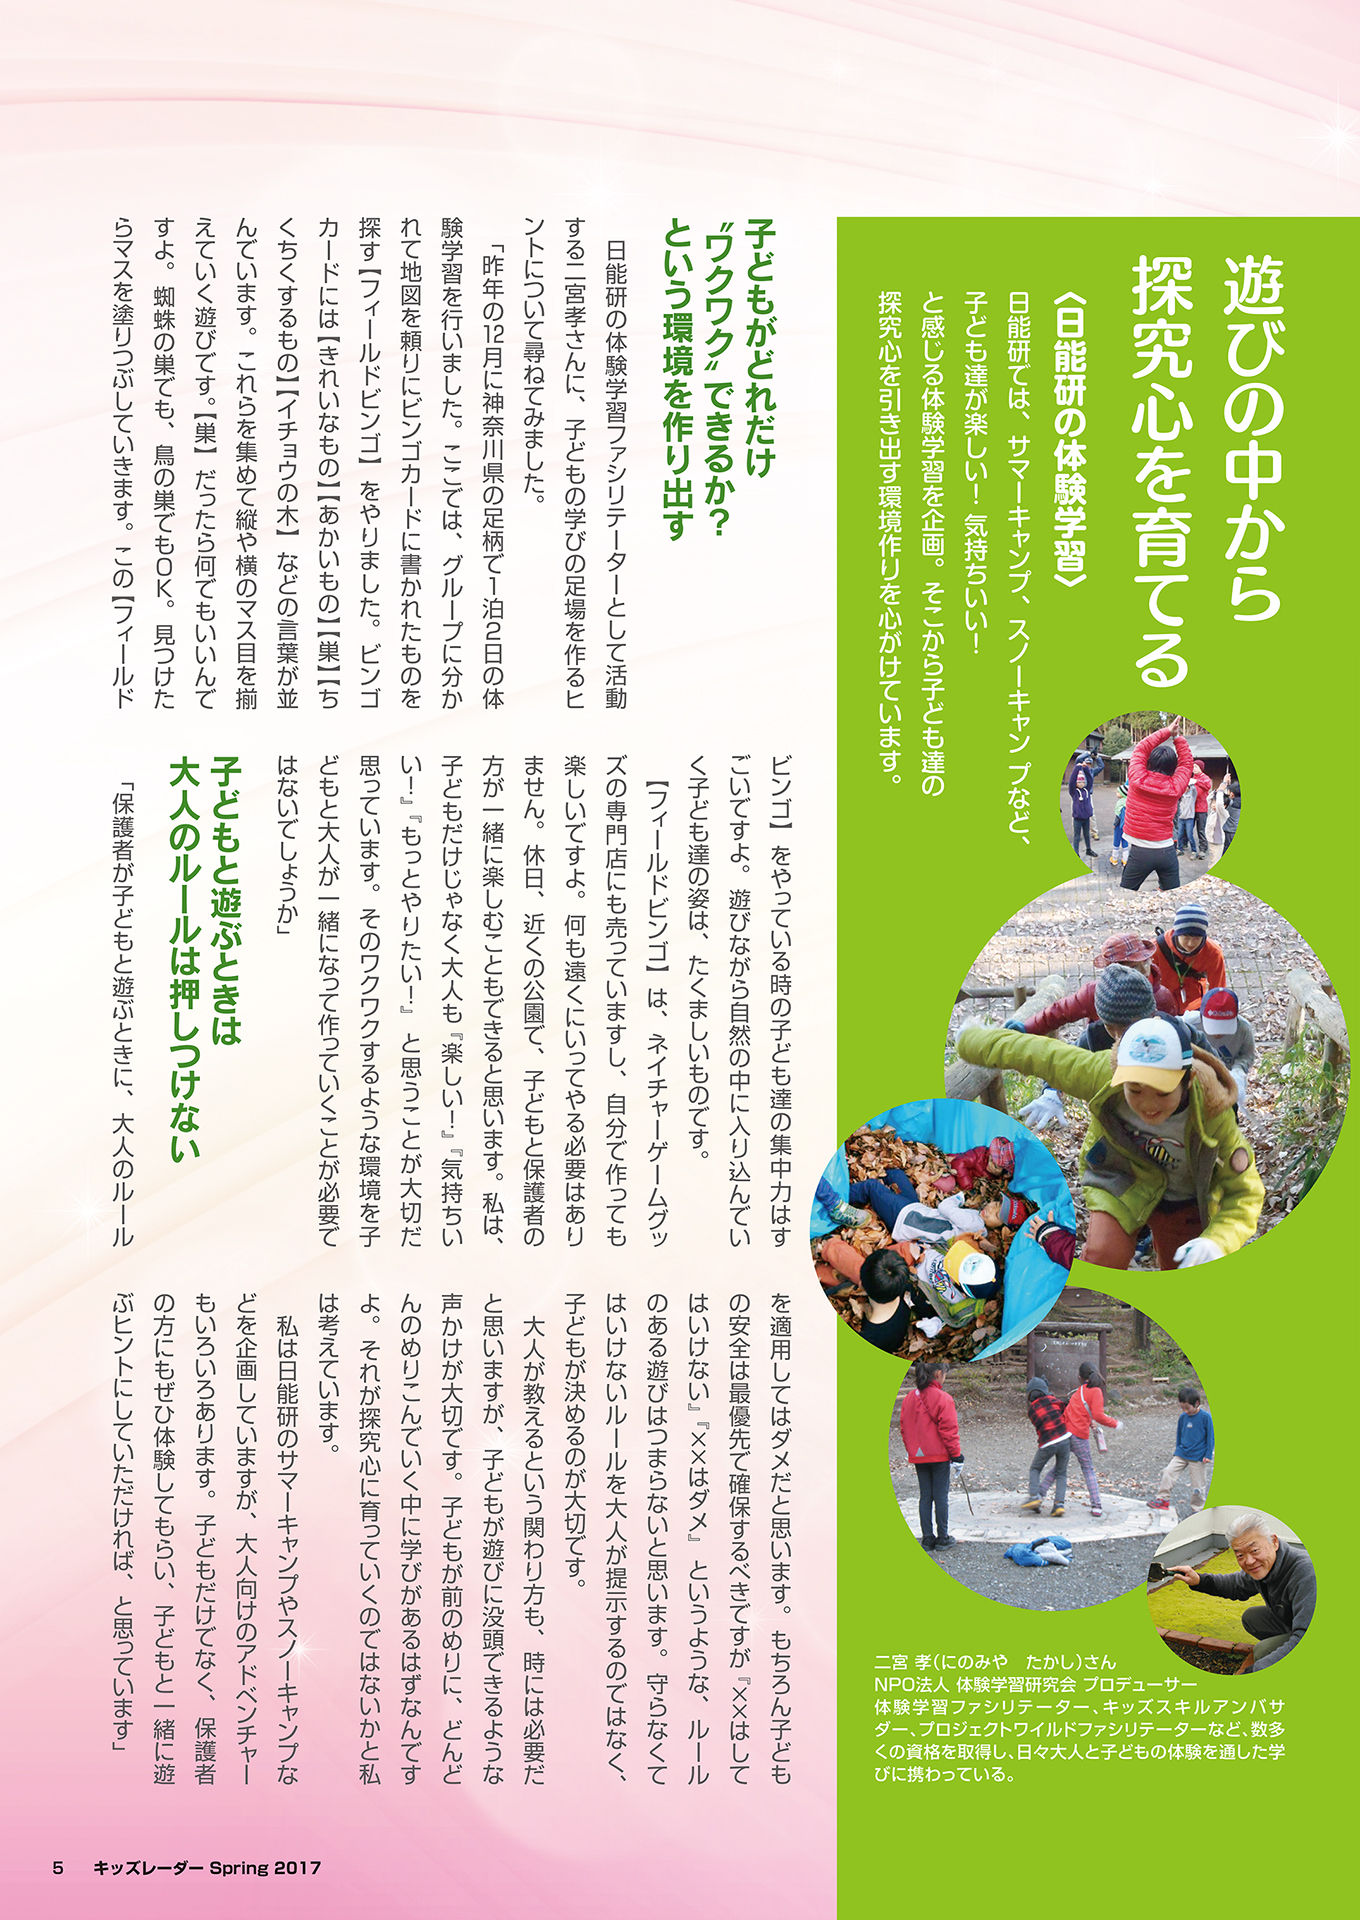 遊びの中から
探究心を育てる
〈日能研の体験学習〉
日能研では、サマーキャンプ、スノーキャンプなど、
子ども達が楽しい！気持ちいい！
と感じる体験学習を企画。そこから子ども達の
探究心を引き出す環境作りを心がけています。
子どもがどれだけ
〝ワクワク〟できるか？
という環境を作り出す
日能研の体験学習ファシリテーターとして活動
する二宮孝さんに、子どもの学びの足場を作るヒ
ントについて尋ねてみました。
「昨年の12月に神奈川県の足柄で１泊２日の体
験学習を行いました。ここでは、グループに分か
れて地図を頼りにビンゴカードに書かれたものを
探す【フィールドビンゴ】をやりました。ビンゴ
カードには【きれいなもの】【あかいもの】【巣】【ち
くちくするもの】【イチョウの木】などの言葉が並
んでいます。これらを集めて縦や横のマス目を揃
えていく遊びです。【巣】だったら何でもいいんで
すよ。蜘蛛の巣でも、鳥の巣でもＯＫ。見つけた
らマスを塗りつぶしていきます。この【フィールド
ビンゴ】をやっている時の子ども達の集中力はす
ごいですよ。遊びながら自然の中に入り込んでい
く子ども達の姿は、たくましいものです。
【フィールドビンゴ】は、ネイチャーゲームグッ
ズの専門店にも売っていますし、自分で作っても
楽しいですよ。何も遠くにいってやる必要はあり
ません。休日、近くの公園で、子どもと保護者の
方が一緒に楽しむこともできると思います。私は、
子どもだけじゃなく大人も『楽しい！』『気持ちい
い！』『もっとやりたい！』と思うことが大切だ
思っています。そのワクワクするような環境を子
どもと大人が一緒になって作っていくことが必要で
はないでしょうか」
子どもと遊ぶときは
大人のルールは押しつけない
「保護者が子どもと遊ぶときに、大人のルール
を適用してはダメだと思います。もちろん子ども
の安全は最優先で確保するべきですが『××はして
はいけない』『××はダメ』というような、ルール
のある遊びはつまらないと思います。守らなくて
はいけないルールを大人が提示するのではなく、
子どもが決めるのが大切です。
大人が教えるという関わり方も、時には必要だ
と思いますが、子どもが遊びに没頭できるような
声かけが大切です。子どもが前のめりに、どんど
んのめりこんでいく中に学びがあるはずなんです
よ。それが探究心に育っていくのではないかと私
は考えています。
私は日能研のサマーキャンプやスノーキャンプな
どを企画していますが、大人向けのアドベンチャー
もいろいろあります。子どもだけでなく、保護者
の方にもぜひ体験してもらい、子どもと一緒に遊
ぶヒントにしていただければ、と思っています」
二宮 孝（にのみや　たかし）さん
NPO法人 体験学習研究会 プロデューサー
体験学習ファシリテーター、キッズスキルアンバサ
ダー、プロジェクトワイルドファシリテーターなど、数多
くの資格を取得し、日々大人と子どもの体験を通した学
びに携わっている。
5 キッズレーダー Spring 2017